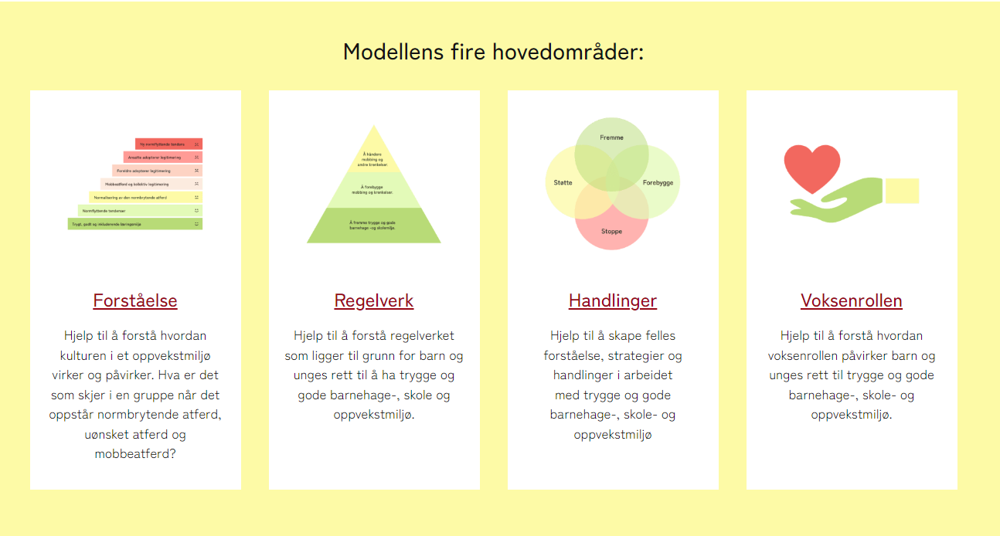 Modellens fire hovedområder:
Ny normflyttende tendens
Ansatte adopterer legitimering
Foreldre adopterer legitimering
Mobbeatferd og kollektiv legitimering
Normalisering av den normbrytende atferd
Normflyttende tendenser
Trygt, godt og inkluderende læringsmiljø
Forståelse
Hjelp til å forstå hvordan
kulturen i et oppvekstmiljø
virker og påvirker. Hva er det
som skjer i en gruppe når det
oppstår normbrytende atferd,
uønsket atferd og
mobbeatferd?
Å håndere
mobbing og
andre krenkelser.
Å forebygge
mobbing og krenkelser.
Å fremme trygge og gode
barnehage -og skolemiljø.
Regelverk
Hjelp til å forstå regelverket
som ligger til grunn for barn og
unges rett til å ha trygge og
gode barnehage-, skole og
oppvekstmiljø.
Fremme
Støtte
Forebygge
Stoppe
Handlinger
Hjelp til å skape felles
forståelse, strategier og
handlinger i arbeidet
med trygge og gode
barnehage-, skole- og
oppvekstmiljø
Voksenrollen
Hjelp til å forstå hvordan
voksenrollen påvirker barn og
unges rett til trygge og gode
barnehage-, skole- og
oppvekstmiljø.